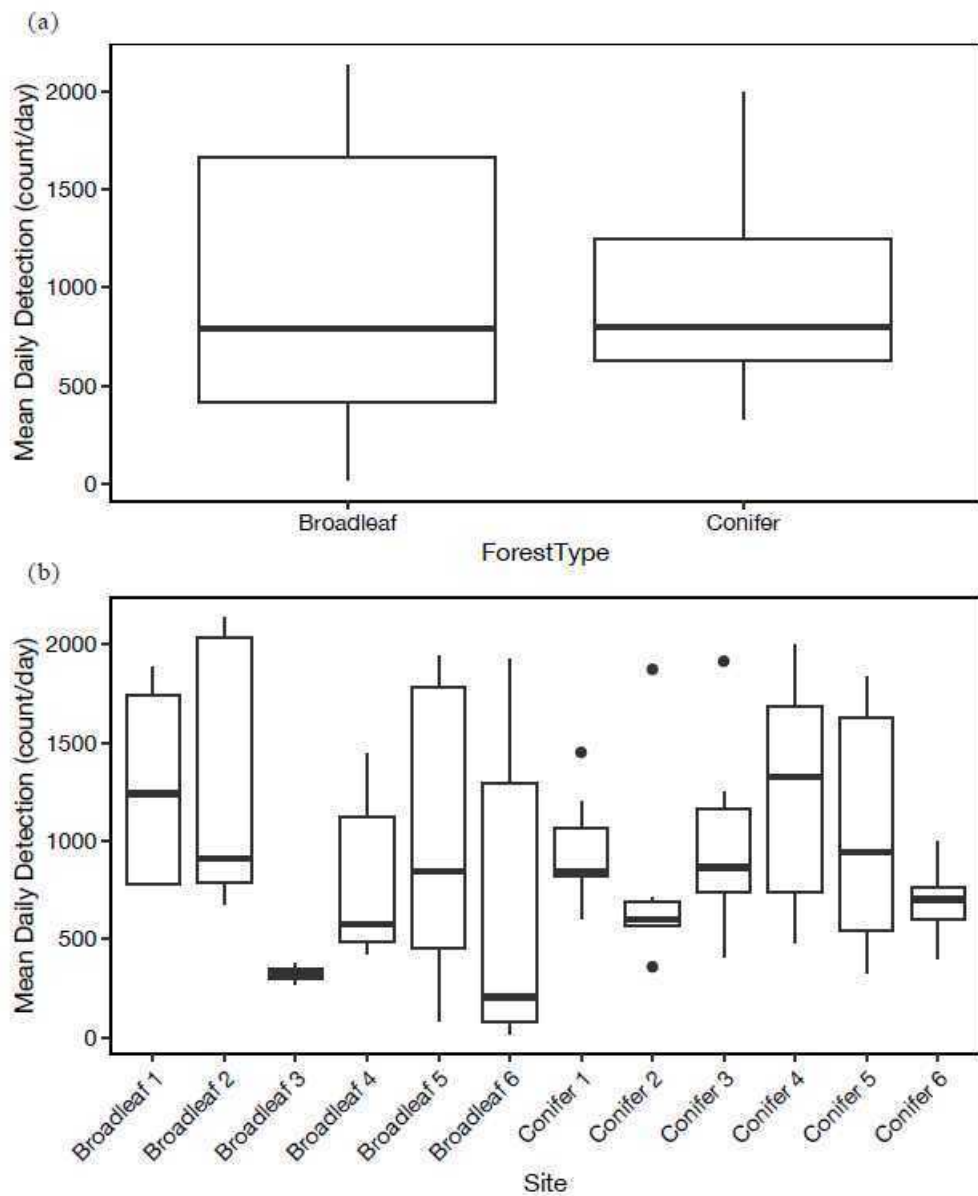 (a)
Mean Daily Detection (count/day)
2000
1500
1000
500
0
Broadleaf Conifer
ForestType
(b)
Mean Daily Detection (count/day)
2000
1500
1000
500
0
Broadleaf 1 Broadleaf 2 Broadleaf 3 Broadleaf 4 Broadleaf 5 Broadleaf 6 Conifer 1 Conifer 2 Conifer 3 Conifer 4 Conifer 5 Conifer 6
Site